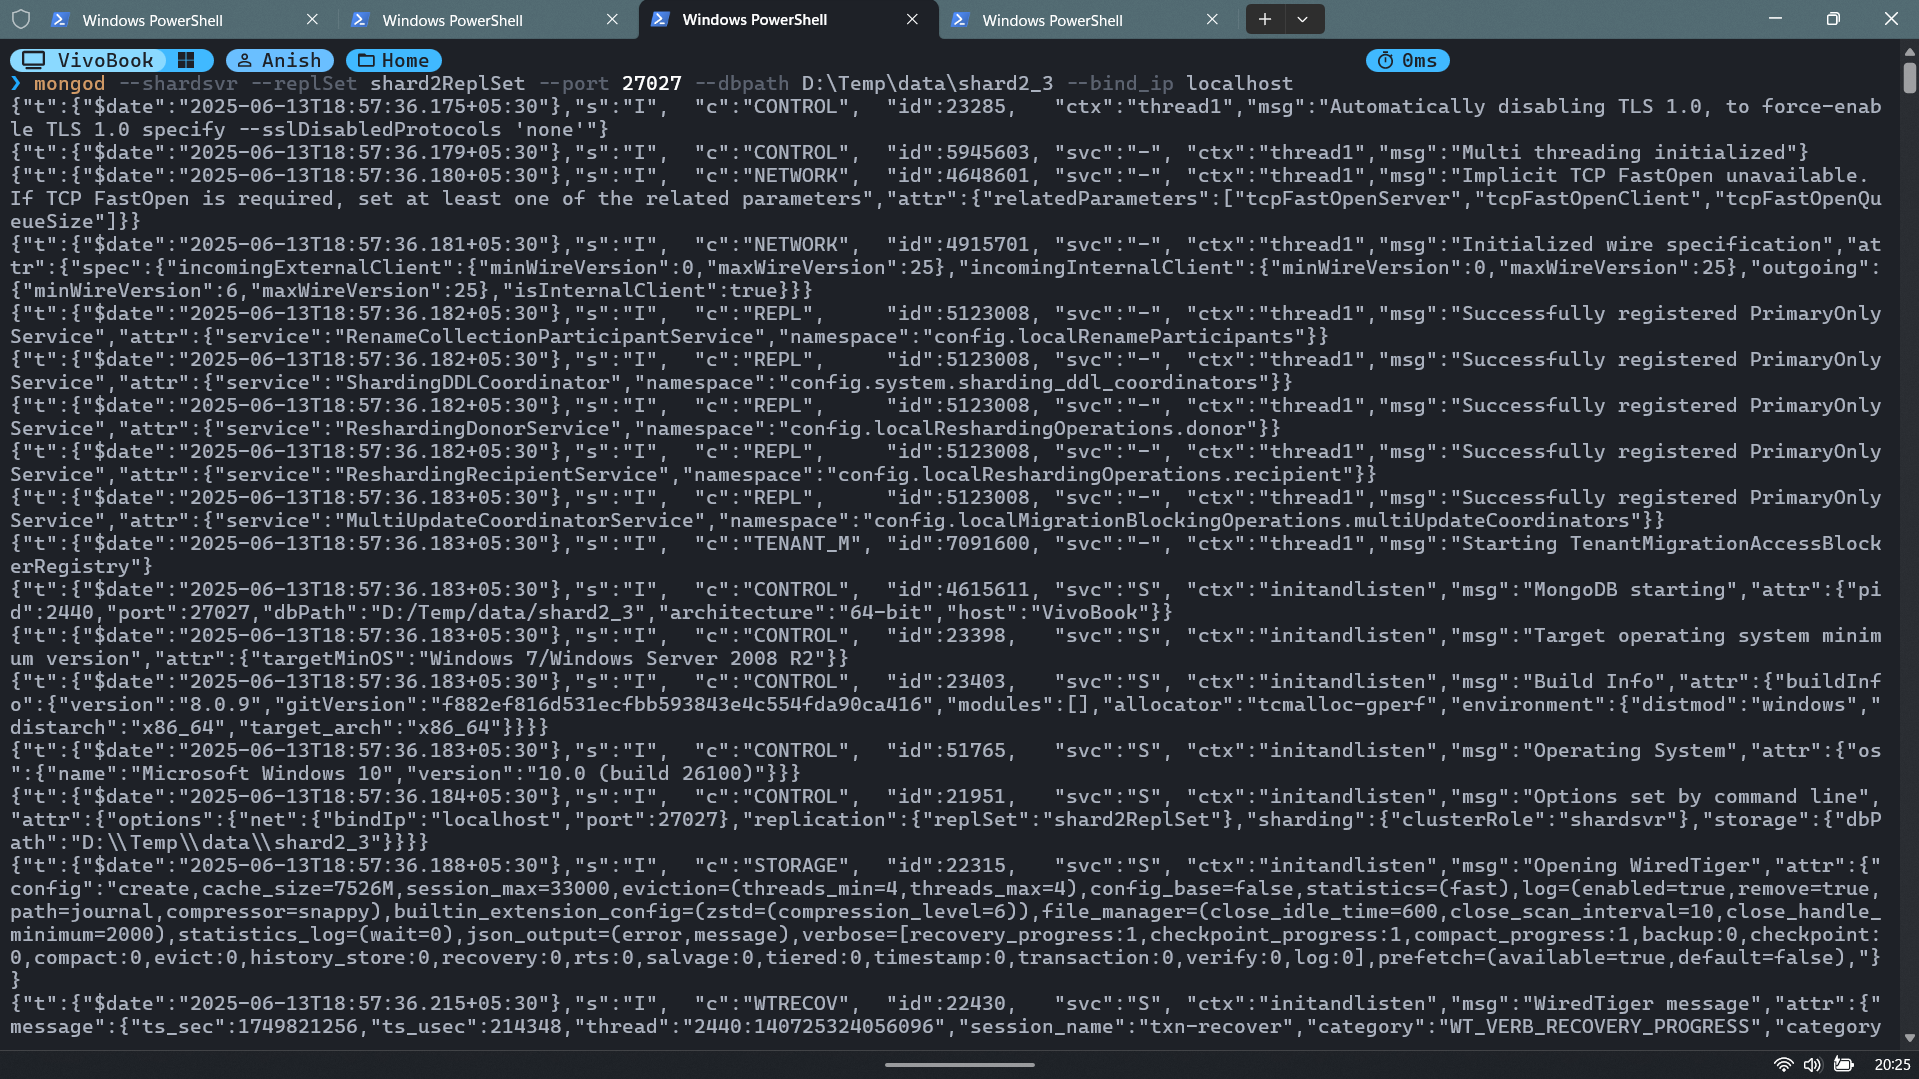 Windows PowerShell
Windows PowerShell
Windows PowerShell
Windows PowerShell
VivoBook Anish Home 0ms
❯ mongod --shardsvr --replSet shard2ReplSet --port 27027 --dbpath D:\Temp\data\shard2_3 --bind_ip localhost
{"t":{"$date":"2025-06-13T18:57:36.175+05:30"},"s":"I",  "c":"CONTROL",  "id":23285,   "ctx":"thread1","msg":"Automatically disabling TLS 1.0, to force-enab
le TLS 1.0 specify --sslDisabledProtocols 'none'"}
{"t":{"$date":"2025-06-13T18:57:36.179+05:30"},"s":"I",  "c":"CONTROL",  "id":5945603, "svc":"-", "ctx":"thread1","msg":"Multi threading initialized"}
{"t":{"$date":"2025-06-13T18:57:36.180+05:30"},"s":"I",  "c":"NETWORK",  "id":4648601, "svc":"-", "ctx":"thread1","msg":"Implicit TCP FastOpen unavailable.
If TCP FastOpen is required, set at least one of the related parameters","attr":{"relatedParameters":["tcpFastOpenServer","tcpFastOpenClient","tcpFastOpenQu
eueSize"]}}
{"t":{"$date":"2025-06-13T18:57:36.181+05:30"},"s":"I",  "c":"NETWORK",  "id":4915701, "svc":"-", "ctx":"thread1","msg":"Initialized wire specification","at
tr":{"spec":{"incomingExternalClient":{"minWireVersion":0,"maxWireVersion":25},"incomingInternalClient":{"minWireVersion":0,"maxWireVersion":25},"outgoing":
{"minWireVersion":6,"maxWireVersion":25},"isInternalClient":true}}}
{"t":{"$date":"2025-06-13T18:57:36.182+05:30"},"s":"I",  "c":"REPL",     "id":5123008, "svc":"-", "ctx":"thread1","msg":"Successfully registered PrimaryOnly
Service","attr":{"service":"RenameCollectionParticipantService","namespace":"config.localRenameParticipants"}}
{"t":{"$date":"2025-06-13T18:57:36.182+05:30"},"s":"I",  "c":"REPL",     "id":5123008, "svc":"-", "ctx":"thread1","msg":"Successfully registered PrimaryOnly
Service","attr":{"service":"ShardingDDLCoordinator","namespace":"config.system.sharding_ddl_coordinators"}}
{"t":{"$date":"2025-06-13T18:57:36.182+05:30"},"s":"I",  "c":"REPL",     "id":5123008, "svc":"-", "ctx":"thread1","msg":"Successfully registered PrimaryOnly
Service","attr":{"service":"ReshardingDonorService","namespace":"config.localReshardingOperations.donor"}}
{"t":{"$date":"2025-06-13T18:57:36.182+05:30"},"s":"I",  "c":"REPL",     "id":5123008, "svc":"-", "ctx":"thread1","msg":"Successfully registered PrimaryOnly
Service","attr":{"service":"ReshardingRecipientService","namespace":"config.localReshardingOperations.recipient"}}
{"t":{"$date":"2025-06-13T18:57:36.183+05:30"},"s":"I",  "c":"REPL",     "id":5123008, "svc":"-", "ctx":"thread1","msg":"Successfully registered PrimaryOnly
Service","attr":{"service":"MultiUpdateCoordinatorService","namespace":"config.localMigrationBlockingOperations.multiUpdateCoordinators"}}
{"t":{"$date":"2025-06-13T18:57:36.183+05:30"},"s":"I",  "c":"TENANT_M", "id":7091600, "svc":"-", "ctx":"thread1","msg":"Starting TenantMigrationAccessBlock
erRegistry"}
{"t":{"$date":"2025-06-13T18:57:36.183+05:30"},"s":"I",  "c":"CONTROL",  "id":4615611, "svc":"S", "ctx":"initandlisten","msg":"MongoDB starting","attr":{"pi
d":2440,"port":27027,"dbPath":"D:/Temp/data/shard2_3","architecture":"64-bit","host":"VivoBook"}}
{"t":{"$date":"2025-06-13T18:57:36.183+05:30"},"s":"I",  "c":"CONTROL",  "id":23398,   "svc":"S", "ctx":"initandlisten","msg":"Target operating system minim
um version","attr":{"targetMinOS":"Windows 7/Windows Server 2008 R2"}}
{"t":{"$date":"2025-06-13T18:57:36.183+05:30"},"s":"I",  "c":"CONTROL",  "id":23403,   "svc":"S", "ctx":"initandlisten","msg":"Build Info","attr":{"buildInf
o":{"version":"8.0.9","gitVersion":"f882ef816d531ecfbb593843e4c554fda90ca416","modules":[],"allocator":"tcmalloc-gperf","environment":{"distmod":"windows","
distarch":"x86_64","target_arch":"x86_64"}}}}
{"t":{"$date":"2025-06-13T18:57:36.183+05:30"},"s":"I",  "c":"CONTROL",  "id":51765,   "svc":"S", "ctx":"initandlisten","msg":"Operating System","attr":{"os
":{"name":"Microsoft Windows 10","version":"10.0 (build 26100)"}}}
{"t":{"$date":"2025-06-13T18:57:36.184+05:30"},"s":"I",  "c":"CONTROL",  "id":21951,   "svc":"S", "ctx":"initandlisten","msg":"Options set by command line",
"attr":{"options":{"net":{"bindIp":"localhost","port":27027},"replication":{"replSet":"shard2ReplSet"},"sharding":{"clusterRole":"shardsvr"},"storage":{"dbP
ath":"D:\\Temp\\data\\shard2_3"}}}}
{"t":{"$date":"2025-06-13T18:57:36.188+05:30"},"s":"I",  "c":"STORAGE",  "id":22315,   "svc":"S", "ctx":"initandlisten","msg":"Opening WiredTiger","attr":{"
config":"create,cache_size=7526M,session_max=33000,eviction=(threads_min=4,threads_max=4),config_base=false,statistics=(fast),log=(enabled=true,remove=true,
path=journal,compressor=snappy),builtin_extension_config=(zstd=(compression_level=6)),file_manager=(close_idle_time=600,close_scan_interval=10,close_handle_
minimum=2000),statistics_log=(wait=0),json_output=(error,message),verbose=[recovery_progress:1,checkpoint_progress:1,compact_progress:1,backup:0,checkpoint:
0,compact:0,evict:0,history_store:0,recovery:0,rts:0,salvage:0,tiered:0,timestamp:0,transaction:0,verify:0,log:0],prefetch=(available=true,default=false),"}
}
{"t":{"$date":"2025-06-13T18:57:36.215+05:30"},"s":"I",  "c":"WTRECOV",  "id":22430,   "svc":"S", "ctx":"initandlisten","msg":"WiredTiger message","attr":{"
message":{"ts_sec":1749821256,"ts_usec":214348,"thread":"2440:140725324056096","session_name":"txn-recover","category":"WT_VERB_RECOVERY_PROGRESS","category
20:25